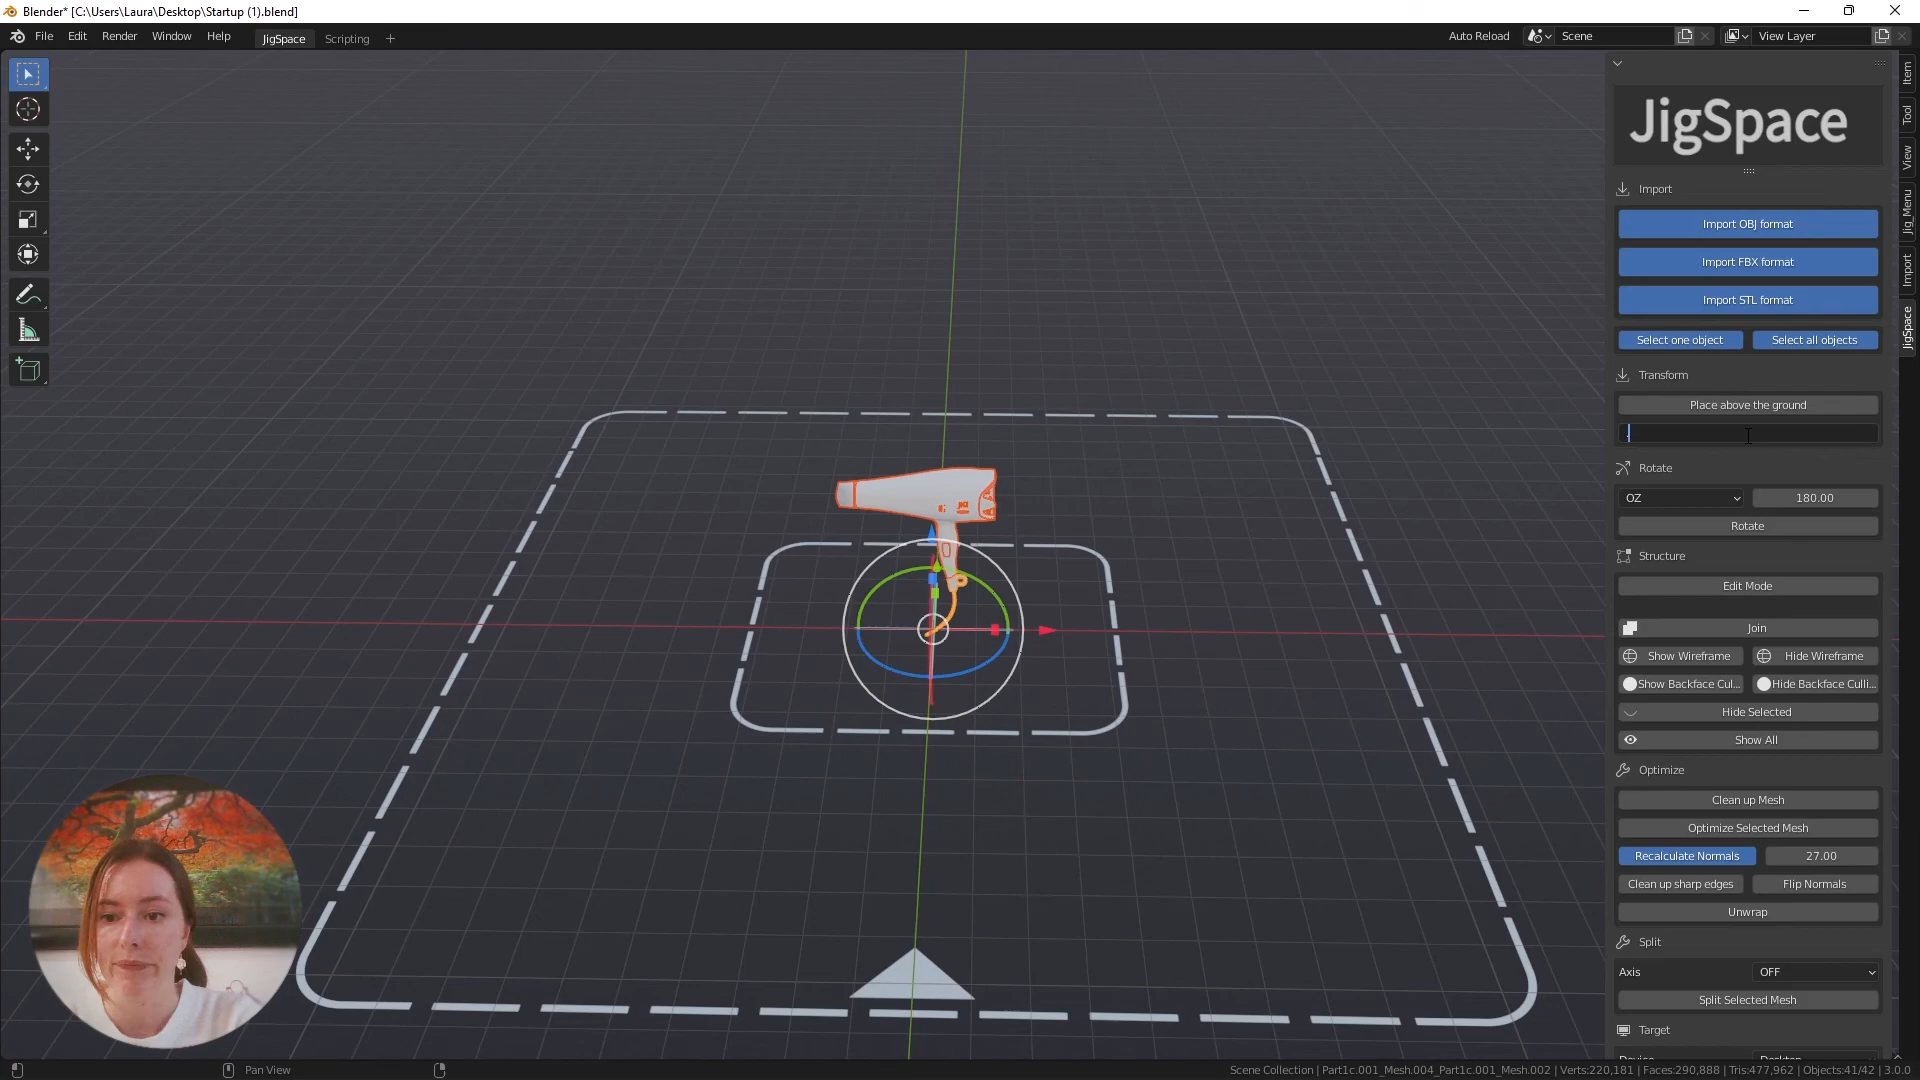 Blender* [C:\Users\Laura\Desktop\Startup (1).blend]
File Edit Render Window Help JigSpace Scripting + Auto Reload Scene View Layer
JigSpace
Item
Tool
View
Jig_Menu
Import
JigSpace
Import
Import OBJ format
Import FBX format
Import STL format
Select one object Select all objects
Transform
Place above the ground
Rotate
OZ 180.00
Rotate
Structure
Edit Mode
Join
Show Wireframe Hide Wireframe
Show Backface Cul... Hide Backface Culli...
Hide Selected
Show All
Optimize
Clean up Mesh
Optimize Selected Mesh
Recalculate Normals 27.00
Clean up sharp edges Flip Normals
Unwrap
Split
Axis OFF
Split Selected Mesh
Target
Device Desktop
Pan View Scene Collection | Part1c.001_Mesh.004_Part1c.001_Mesh.002 | Verts:220,181 | Faces:290,888 | Tris:477,962 | Objects:41/42 | 3.0.0